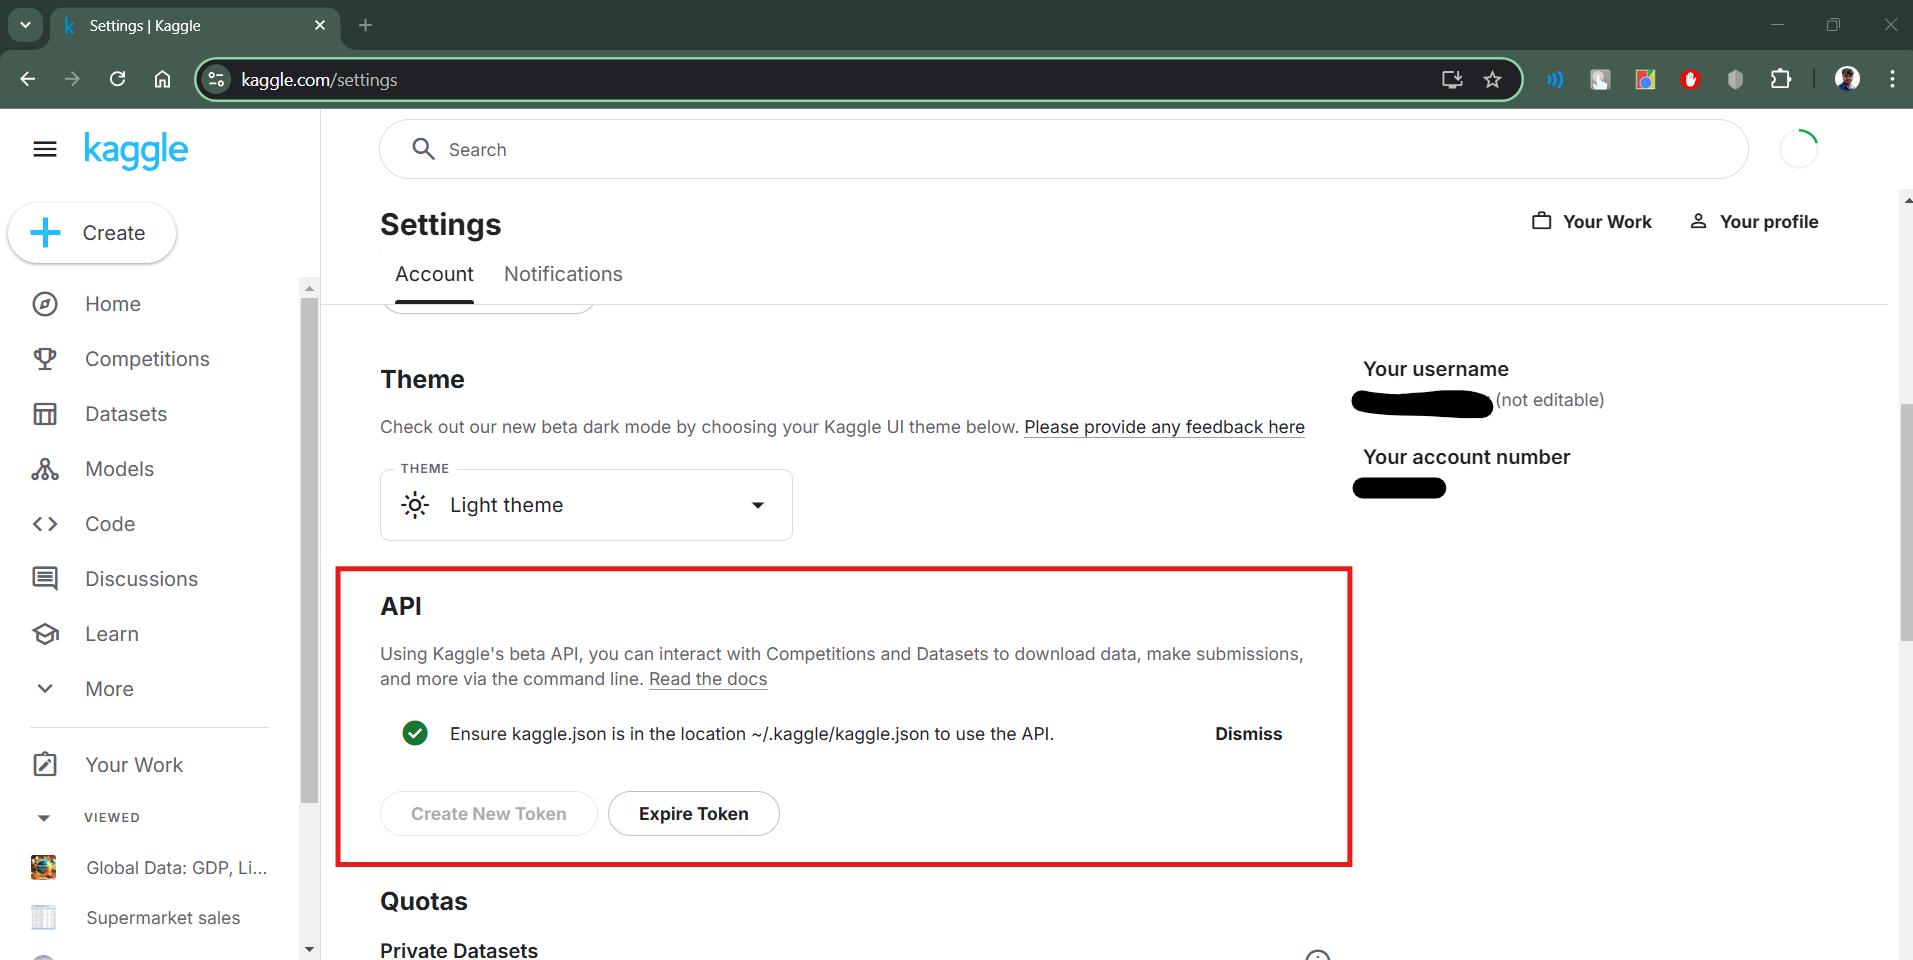 Settings | Kaggle
kaggle.com/settings
kaggle
Search
Create
Settings
Your Work
Your profile
Account
Notifications
Home
Competitions
Datasets
Models
Code
Discussions
Learn
More
Your Work
VIEWED
Global Data: GDP, Li...
Supermarket sales
Theme
Check out our new beta dark mode by choosing your Kaggle UI theme below. Please provide any feedback here
THEME
Light theme
Your username
(not editable)
Your account number
API
Using Kaggle's beta API, you can interact with Competitions and Datasets to download data, make submissions,
and more via the command line. Read the docs
Ensure kaggle.json is in the location ~/.kaggle/kaggle.json to use the API.
Dismiss
Create New Token
Expire Token
Quotas
Private Datasets